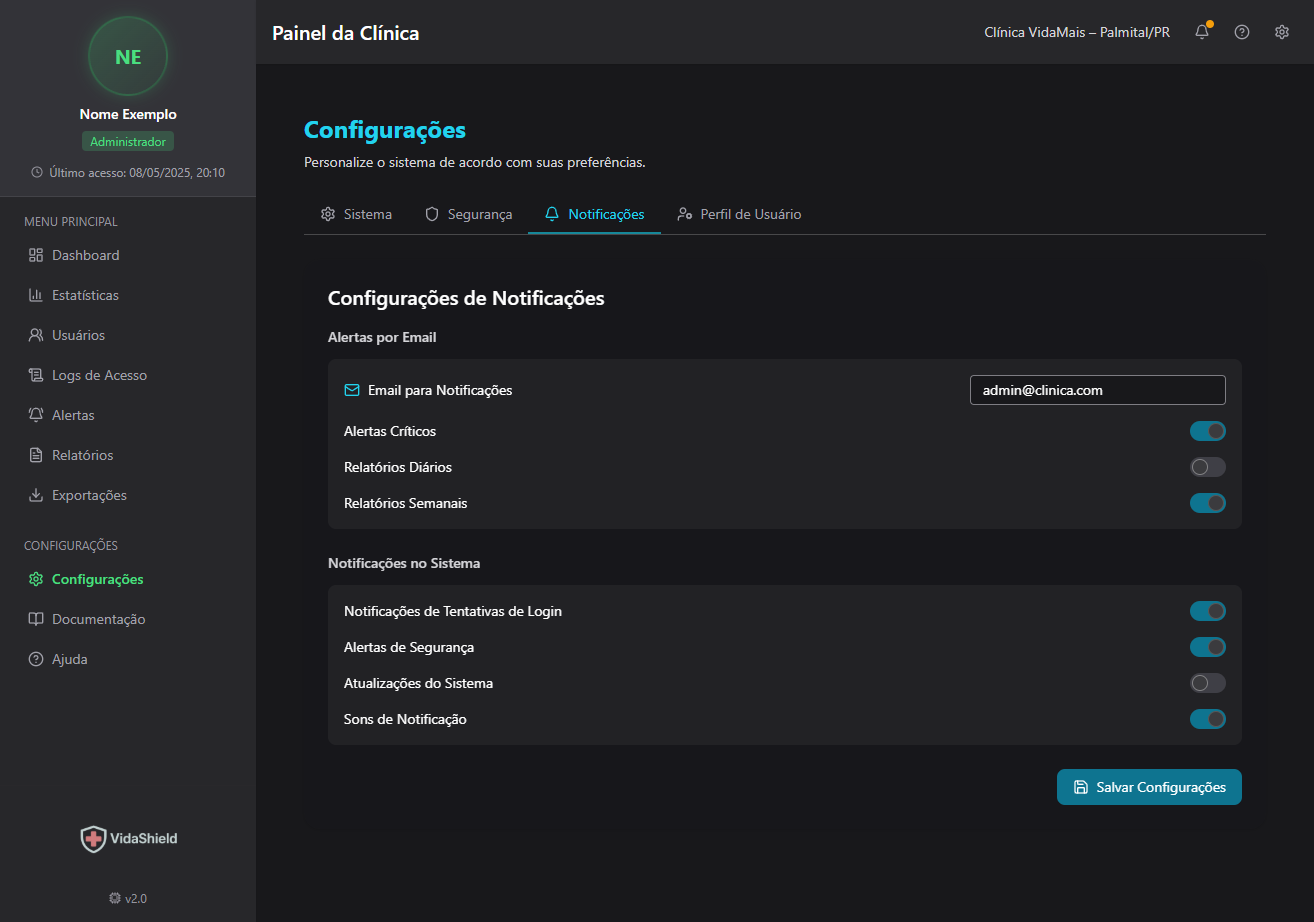 NE
Nome Exemplo
Administrador
Último acesso: 08/05/2025, 20:10
MENU PRINCIPAL
Dashboard
Estatísticas
Usuários
Logs de Acesso
Alertas
Relatórios
Exportações
CONFIGURAÇÕES
Configurações
Documentação
Ajuda
VidaShield
v2.0
Painel da Clínica
Clínica VidaMais – Palmital/PR
Configurações
Personalize o sistema de acordo com suas preferências.
Sistema
Segurança
Notificações
Perfil de Usuário
Configurações de Notificações
Alertas por Email
Email para Notificações
admin@clinica.com
Alertas Críticos
Relatórios Diários
Relatórios Semanais
Notificações no Sistema
Notificações de Tentativas de Login
Alertas de Segurança
Atualizações do Sistema
Sons de Notificação
Salvar Configurações